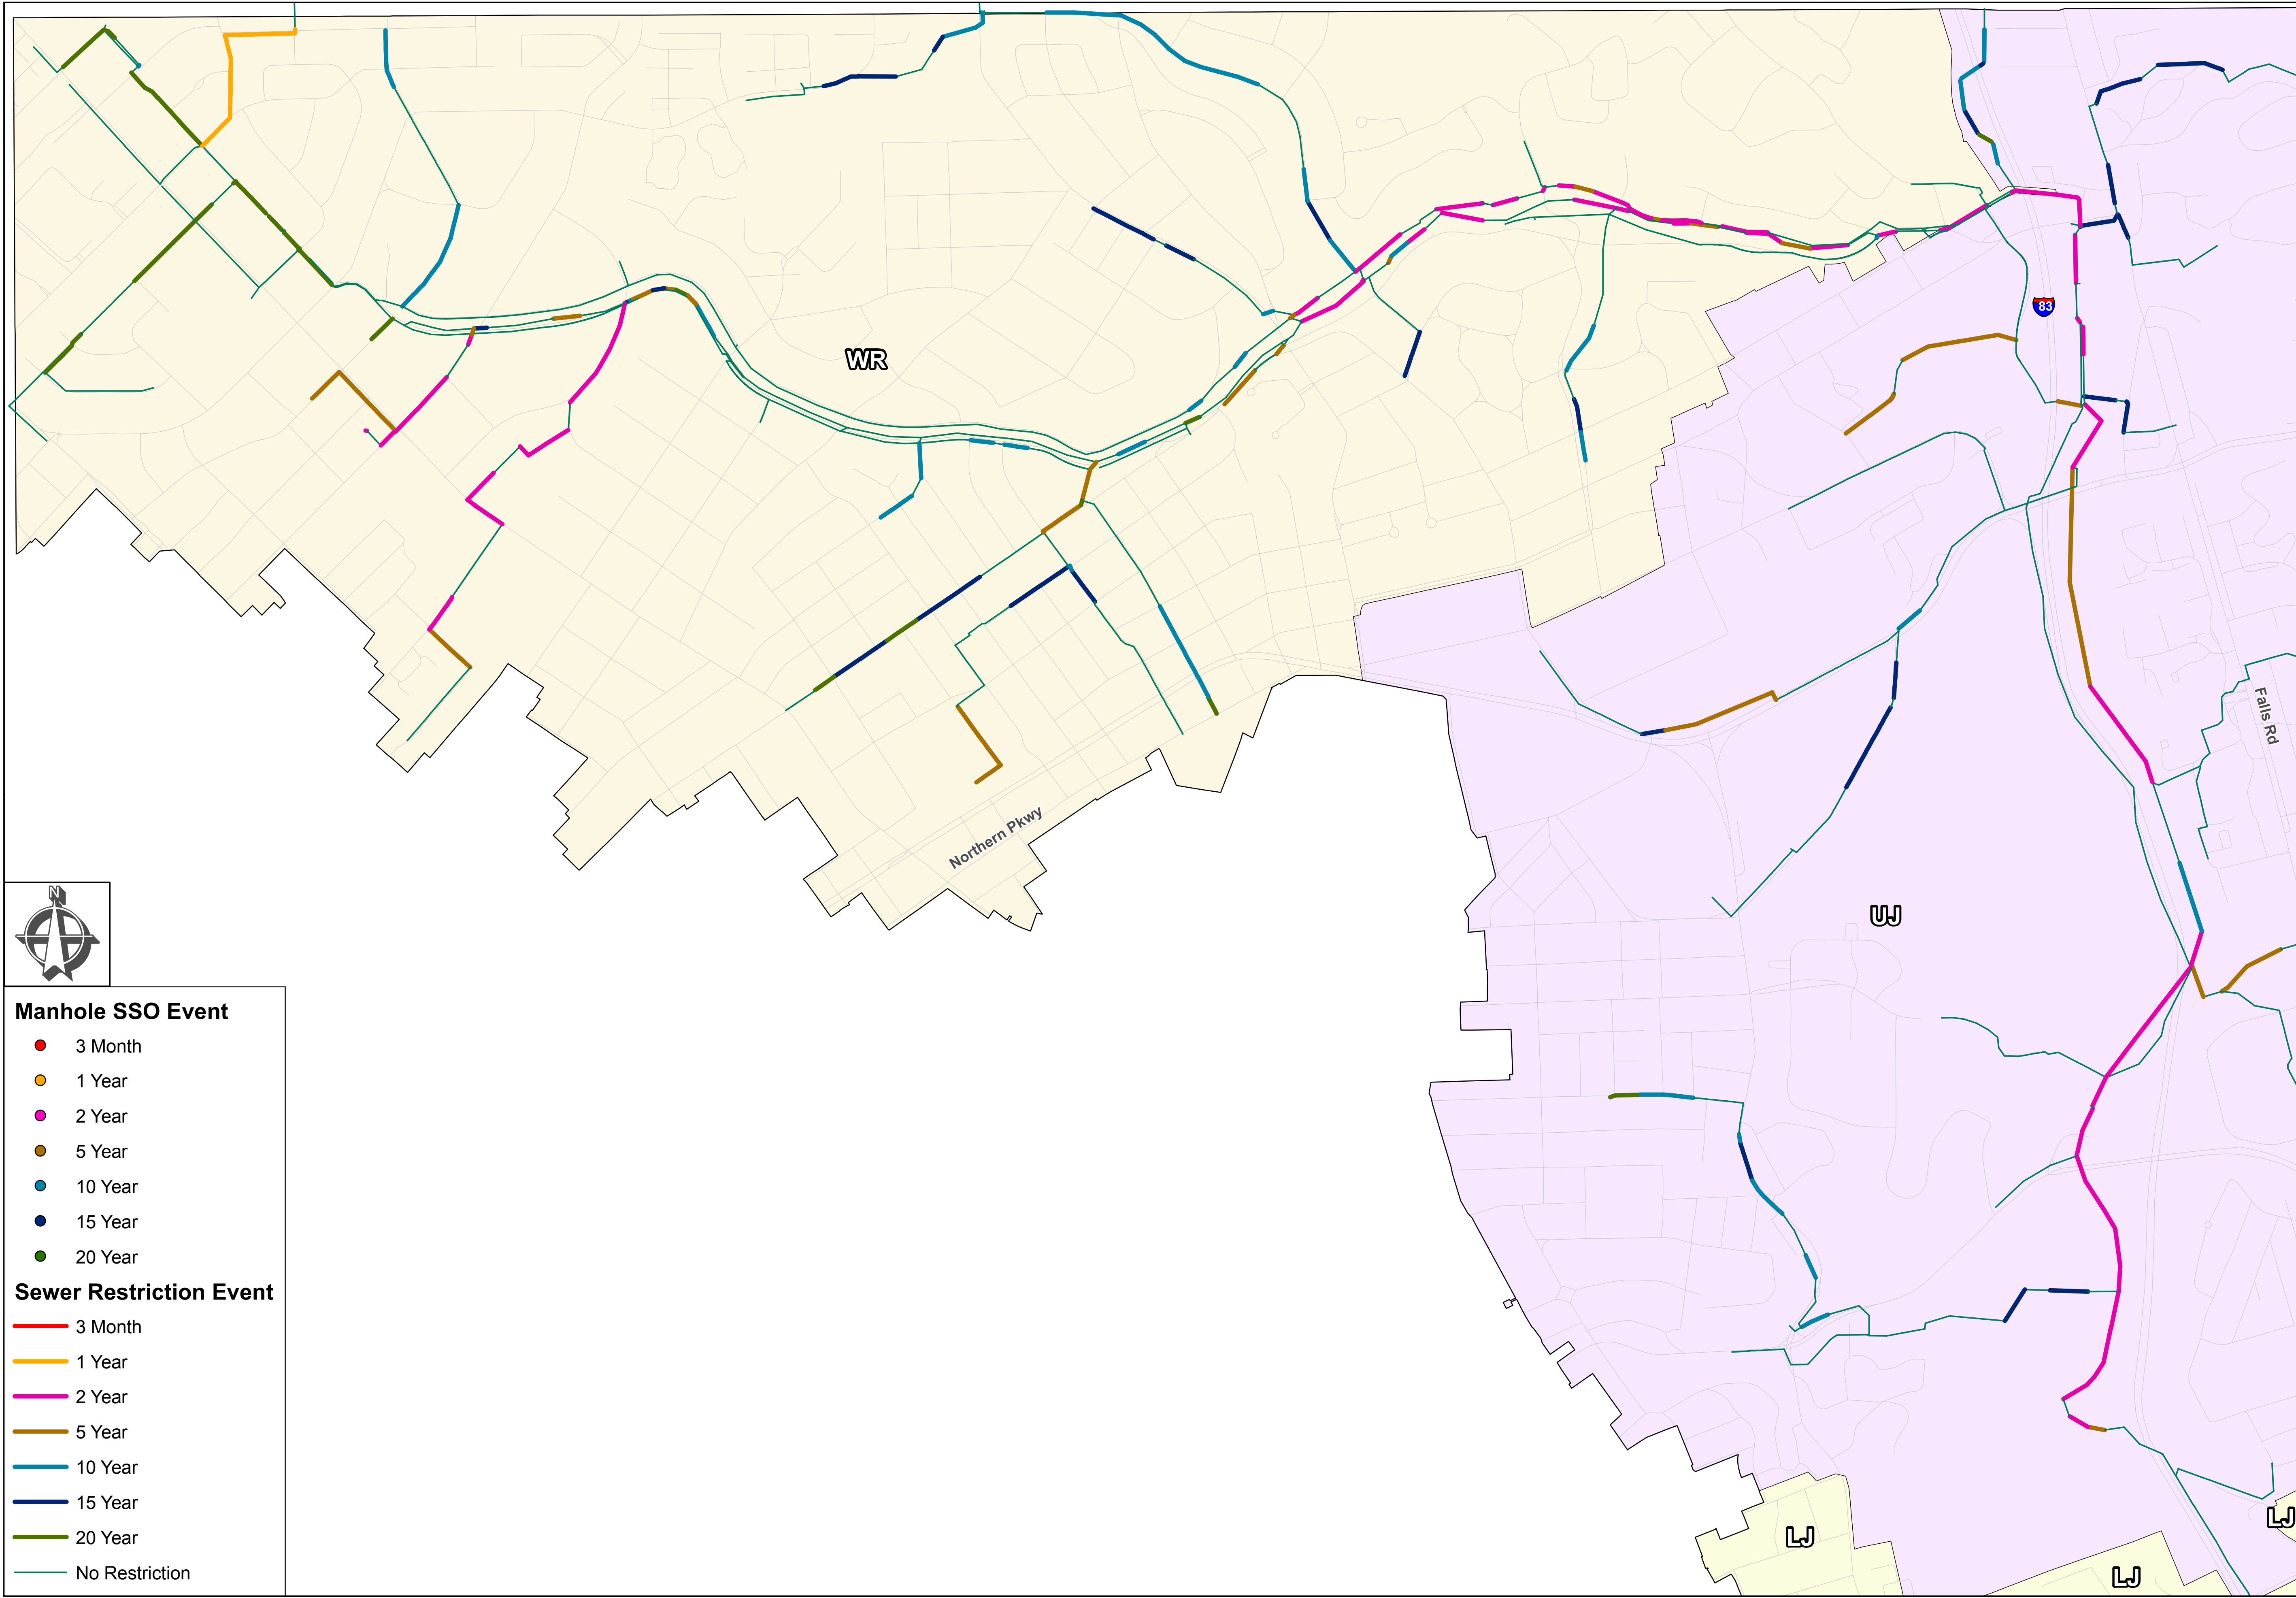 83
WR
Falls Rd
Northern Pkwy
UJ
N
Manhole SSO Event
3 Month
1 Year
2 Year
5 Year
10 Year
15 Year
20 Year
Sewer Restriction Event
3 Month
1 Year
2 Year
5 Year
10 Year
15 Year
20 Year
No Restriction
LJ
LJ
LJ